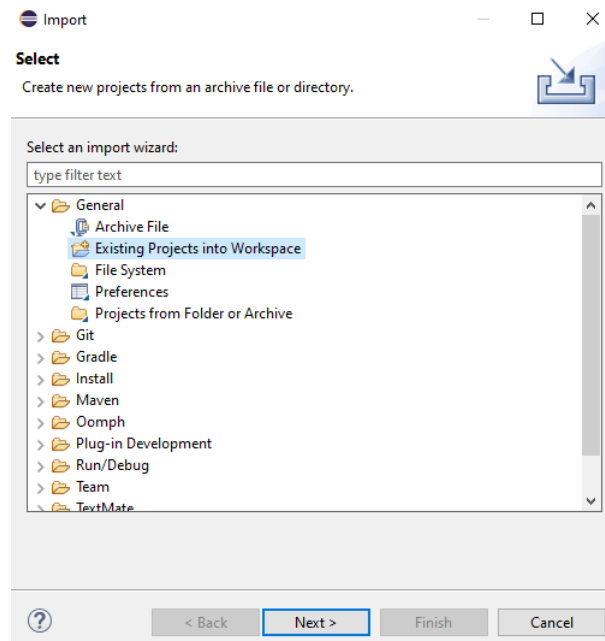 Import
Select
Create new projects from an archive file or directory.
Select an import wizard:
type filter text
General
Archive File
Existing Projects into Workspace
File System
Preferences
Projects from Folder or Archive
Git
Gradle
Install
Maven
Oomph
Plug-in Development
Run/Debug
Team
TextMate
? < Back Next > Finish Cancel